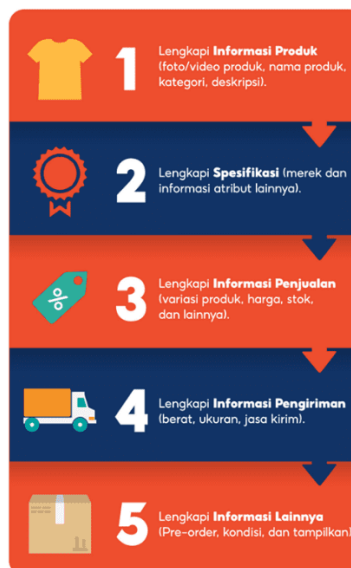 1
Lengkapi Informasi Produk
(foto/video produk, nama produk,
kategori, deskripsi).
2
Lengkapi Spesifikasi (merek dan
informasi atribut lainnya).
%
3
Lengkapi Informasi Penjualan
(variasi produk, harga, stok,
dan lainnya).
4
Lengkapi Informasi Pengiriman
(berat, ukuran, jasa kirim).
5
Lengkapi Informasi Lainnya
(Pre-order, kondisi, dan tampilkan)